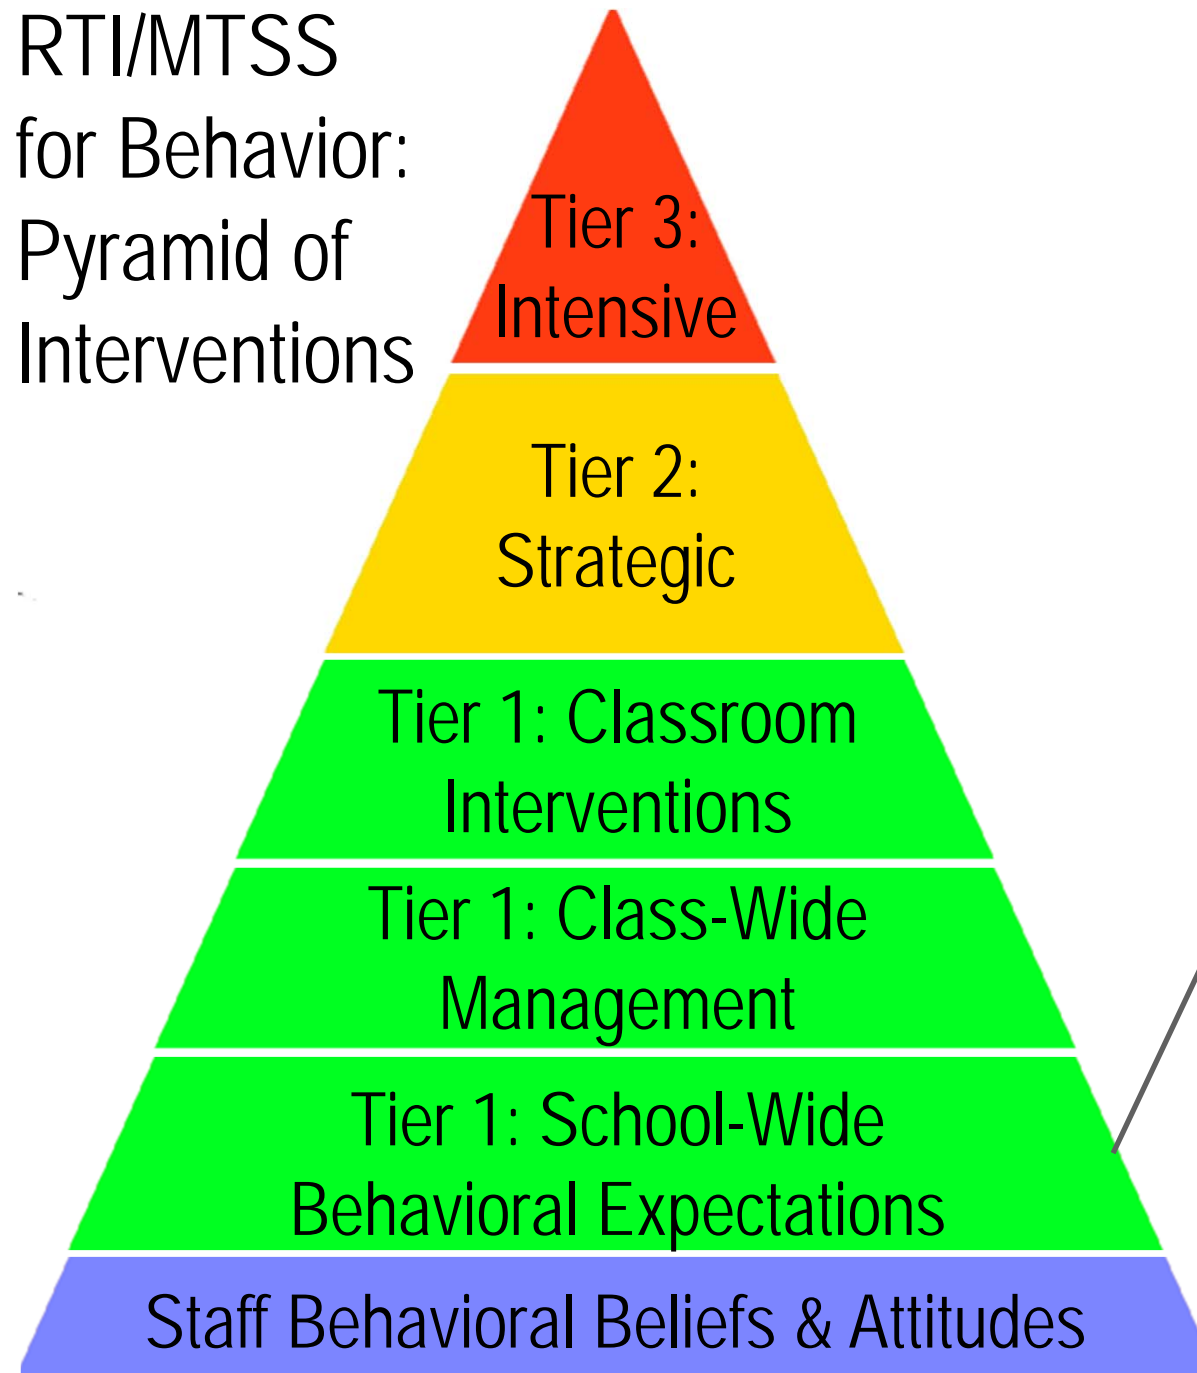 RTI/MTSS
for Behavior:
Pyramid of
Interventions
Tier 3:
Intensive
Tier 2:
Strategic
Tier 1: Classroom
Interventions
Tier 1: Class-Wide
Management
Tier 1: School-Wide
Behavioral Expectations
Staff Behavioral Beliefs & Attitudes